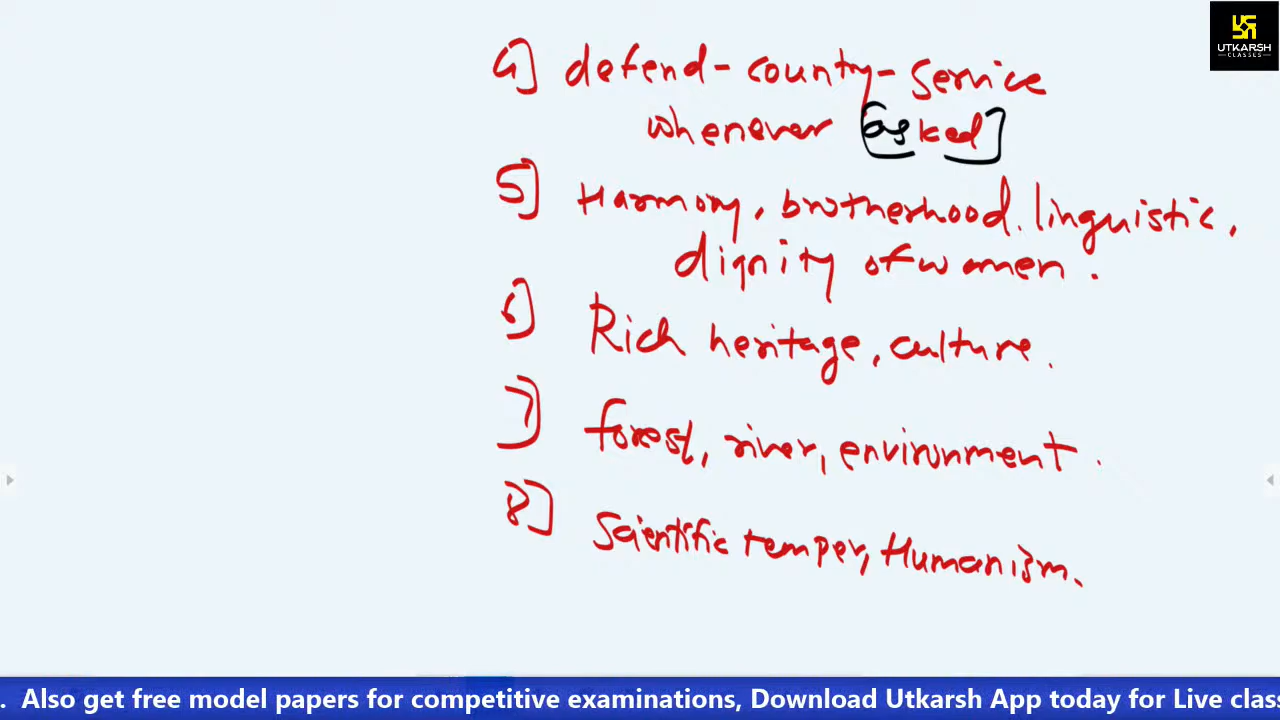 UTKARSH
CLASSES
4] defend-country-service
whenever [asked]
5] Harmony, brotherhood. linguistic,
dignity of women.
6] Rich heritage, culture.
7] forest, river, environment.
8] Scientific temper, Humanism.
. Also get free model papers for competitive examinations, Download Utkarsh App today for Live clas